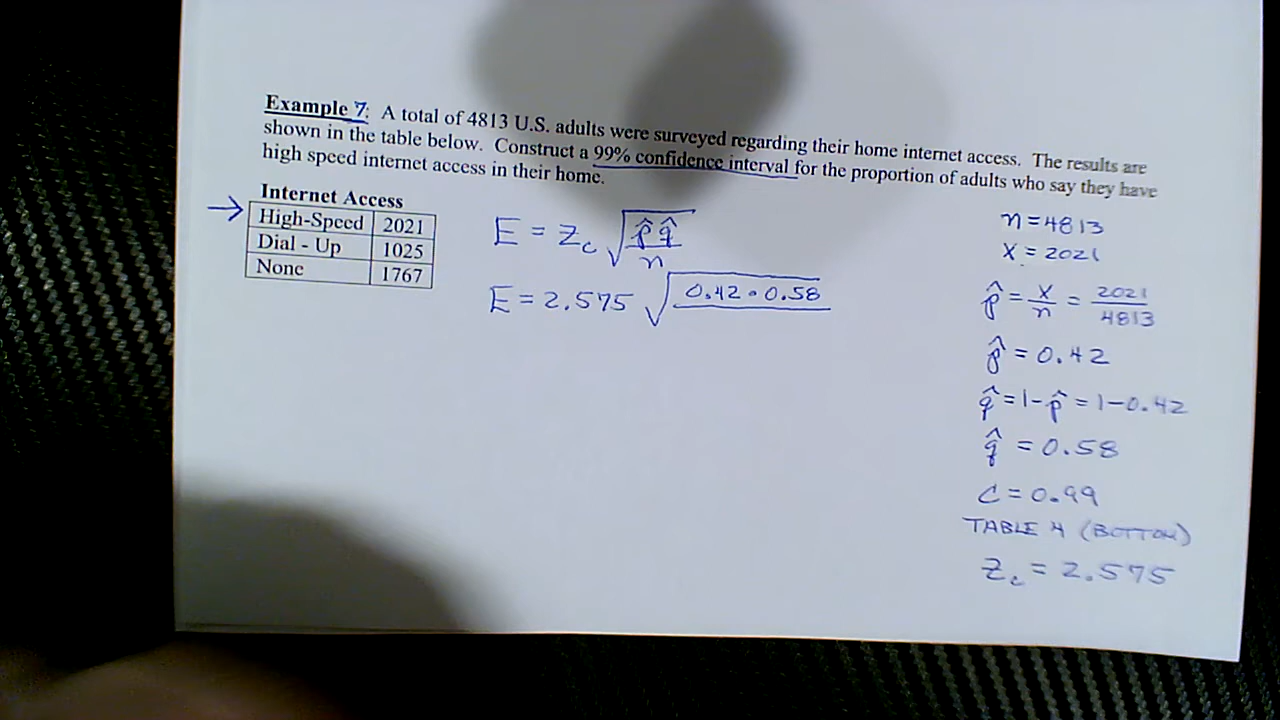 Example 7: A total of 4813 U.S. adults were surveyed regarding their home internet access. The results are
shown in the table below. Construct a 99% confidence interval for the proportion of adults who say they have
high speed internet access in their home.
Internet Access
→ High-Speed 2021
Dial - Up 1025
None 1767
E = Zc √(p̂q̂/n)
E = 2.575 √(0.42 • 0.58
n = 4813
x = 2021
p̂ = x/n = 2021/4813
p̂ = 0.42
q̂ = 1 - p̂ = 1 - 0.42
q̂ = 0.58
C = 0.99
TABLE 4 (BOTTOM)
Zc = 2.575